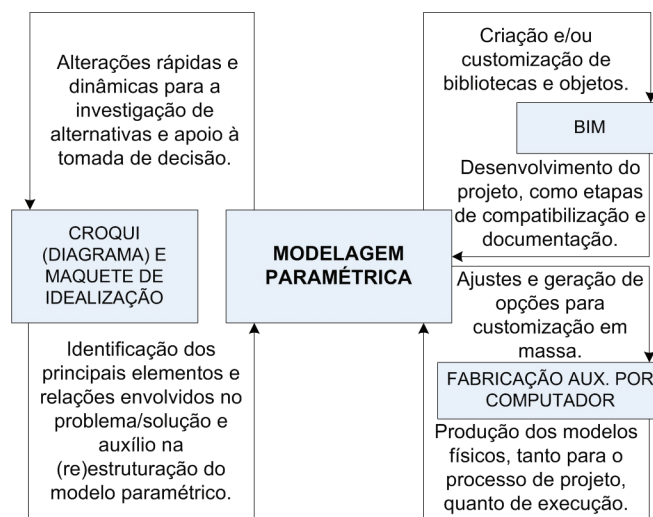 Alterações rápidas e
dinâmicas para a
investigação de
alternativas e apoio à
tomada de decisão.
CROQUI
(DIAGRAMA) E
MAQUETE DE
IDEALIZAÇÃO
Identificação dos
principais elementos e
relações envolvidos no
problema/solução e
auxílio na
(re)estruturação do
modelo paramétrico.
MODELAGEM
PARAMÉTRICA
Criação e/ou
customização de
bibliotecas e objetos.
BIM
Desenvolvimento do
projeto, como etapas
de compatibilização e
documentação.
Ajustes e geração de
opções para
customização em
massa.
FABRICAÇÃO AUX. POR
COMPUTADOR
Produção dos modelos
físicos, tanto para o
processo de projeto,
quanto de execução.